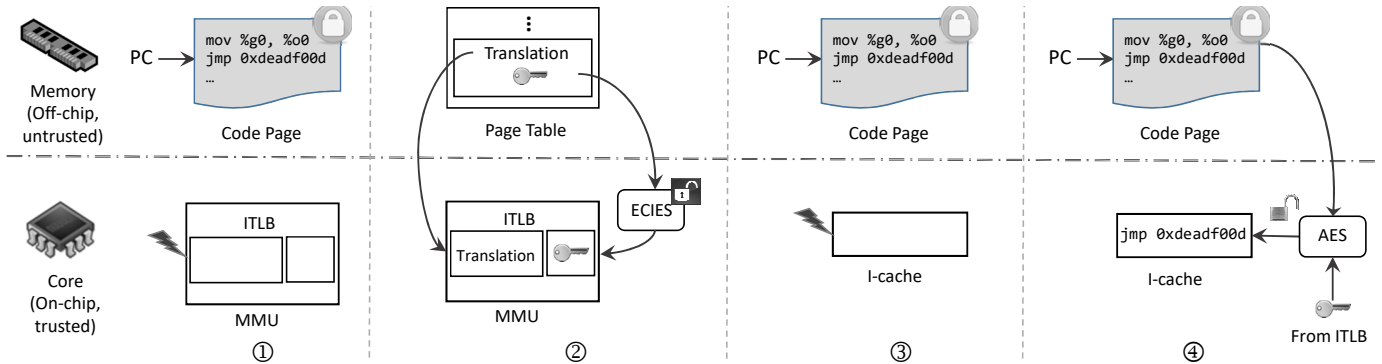 Memory
(Off-chip,
untrusted)
Core
(On-chip,
trusted)
PC
mov %g0, %o0
jmp 0xdeadf00d
…
Code Page
ITLB
MMU
①
⋮
Translation
Page Table
ECIES
ITLB
Translation
MMU
②
PC
mov %g0, %o0
jmp 0xdeadf00d
…
Code Page
I-cache
③
PC
mov %g0, %o0
jmp 0xdeadf00d
…
Code Page
jmp 0xdeadf00d
AES
I-cache
From ITLB
④